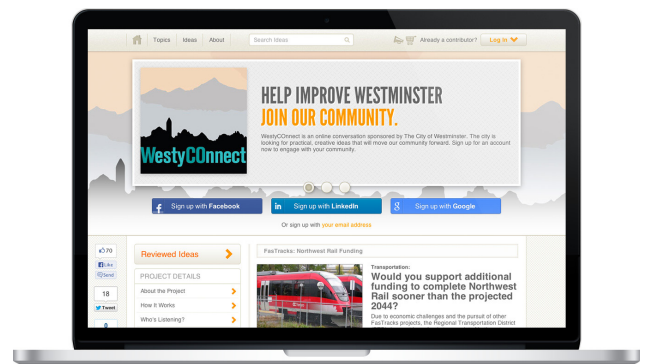 Topics Ideas About Search Ideas Already a contributor? Log In
WestyCOnnect
HELP IMPROVE WESTMINSTER
JOIN OUR COMMUNITY.
WestyCOnnect is an online conversation sponsored by The City of Westminster. The city is
looking for practical, creative ideas that will move our community forward. Sign up for an account
now to engage with your community.
f Sign up with Facebook
in Sign up with LinkedIn
g Sign up with Google
Or sign up with your email address
70
Like
Send
18
Tweet
0
Reviewed Ideas
PROJECT DETAILS
About the Project
How It Works
Who's Listening?
FasTracks: Northwest Rail Funding
Transportation:
Would you support additional
funding to complete Northwest
Rail sooner than the projected
2044?
Due to economic challenges and the pursuit of other
FasTracks projects, the Regional Transportation District